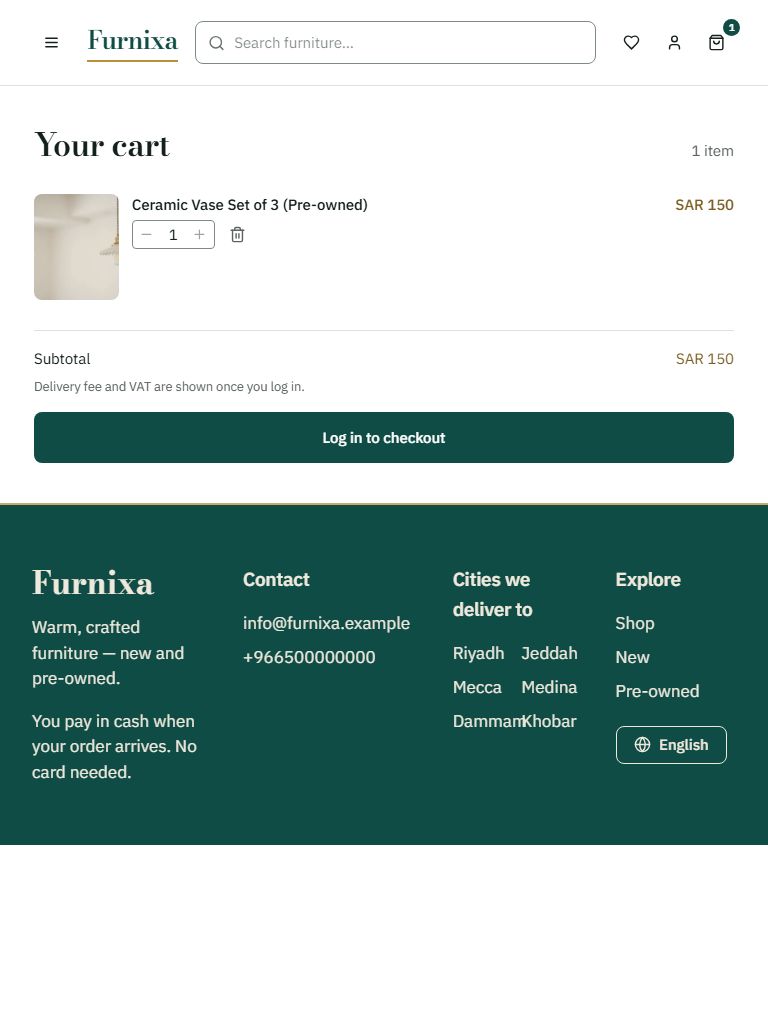 Furnixa
Search furniture...
1
Your cart
1 item
Ceramic Vase Set of 3 (Pre-owned)
SAR 150
1
Subtotal
SAR 150
Delivery fee and VAT are shown once you log in.
Log in to checkout
Furnixa
Warm, crafted
furniture — new and
pre-owned.
You pay in cash when
your order arrives. No
card needed.
Contact
info@furnixa.example
+966500000000
Cities we
deliver to
Riyadh Jeddah
Mecca Medina
Dammam Khobar
Explore
Shop
New
Pre-owned
English